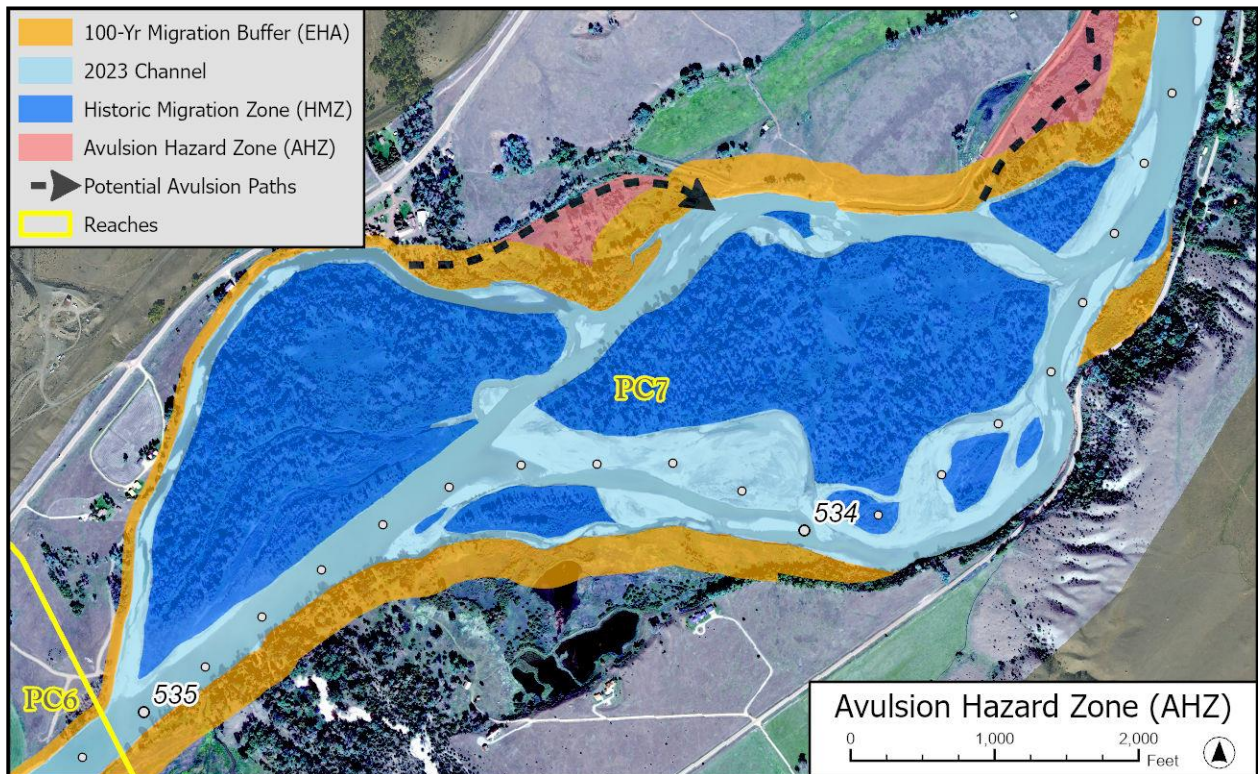 100-Yr Migration Buffer (EHA)
2023 Channel
Historic Migration Zone (HMZ)
Avulsion Hazard Zone (AHZ)
Potential Avulsion Paths
Reaches
PC7
534
PC6
535
Avulsion Hazard Zone (AHZ)
0 1,000 2,000
Feet